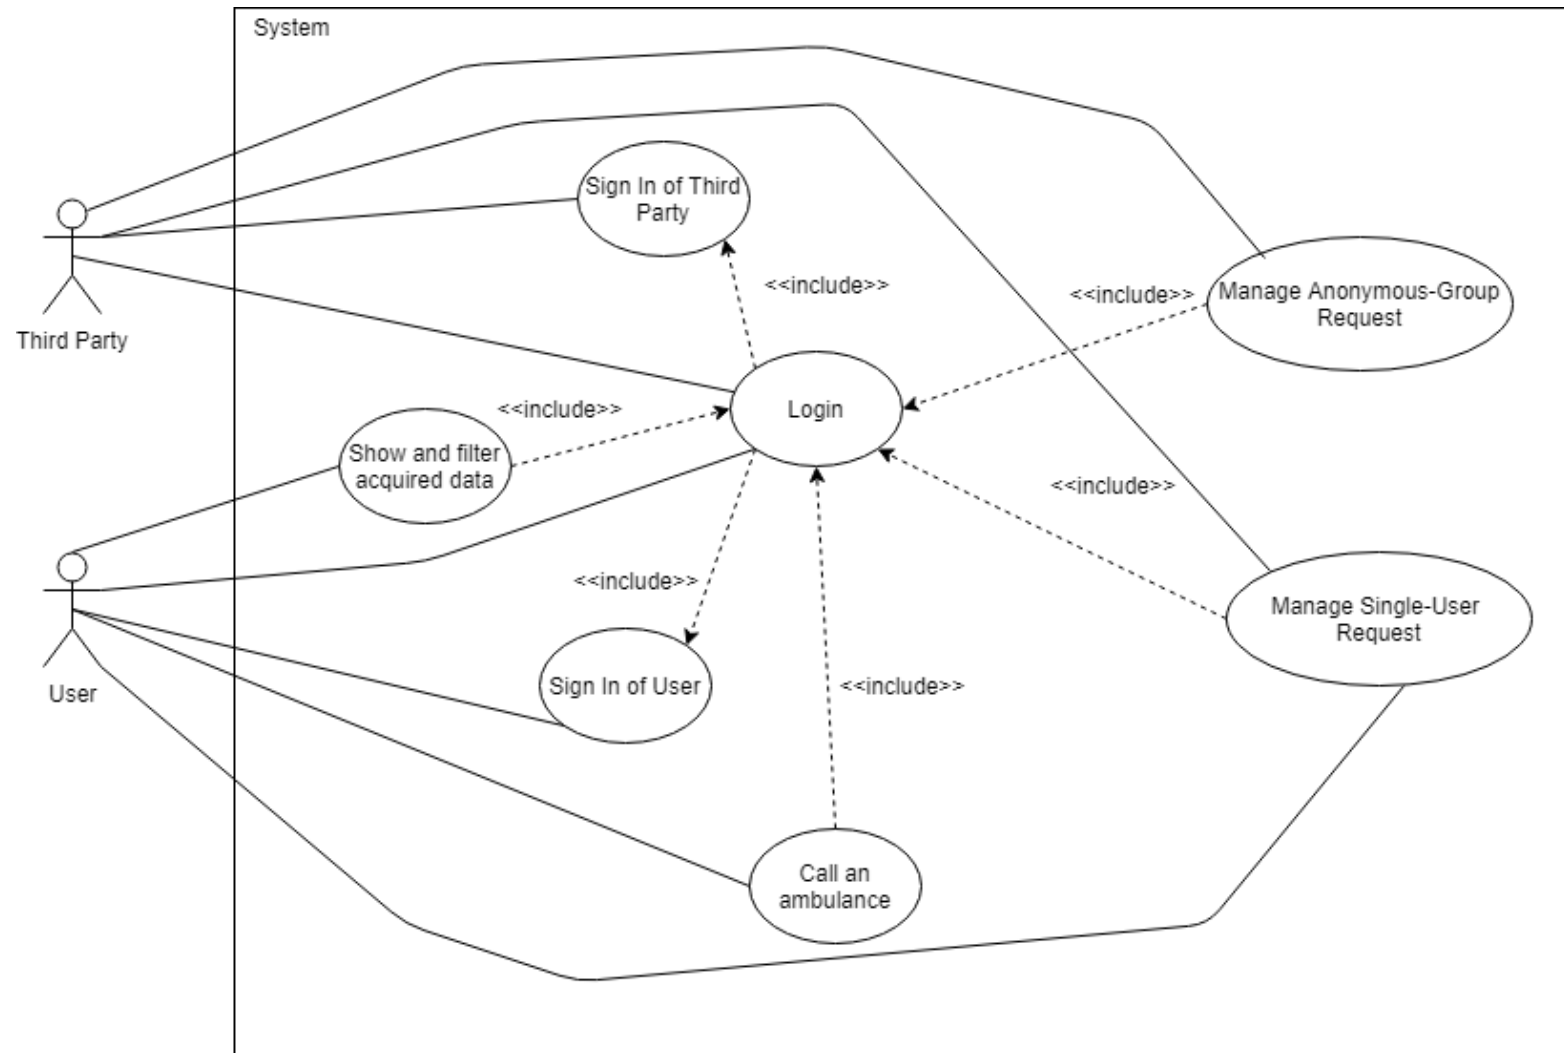 System
Sign In of Third
Party
<<include>>
<<include>>
Manage Anonymous-Group
Request
Third Party
<<include>>
Login
Show and filter
acquired data
<<include>>
<<include>>
Manage Single-User
Request
User
Sign In of User
<<include>>
Call an
ambulance